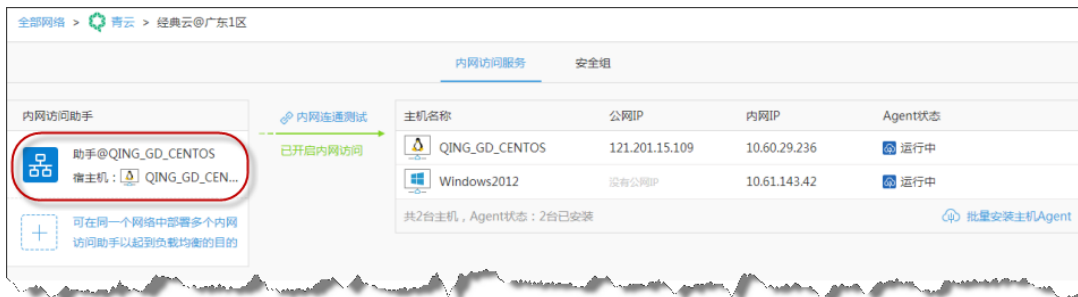 全部网络 > 青云 > 经典云@广东1区
内网访问服务 安全组
内网访问助手
助手@QING_GD_CENTOS
宿主机：QING_GD_CEN...
可在同一个网络中部署多个内网
访问助手以起到负载均衡的目的
内网连通测试
已开启内网访问
主机名称 公网IP 内网IP Agent状态
QING_GD_CENTOS 121.201.15.109 10.60.29.236 运行中
Windows2012 没有公网IP 10.61.143.42 运行中
共2台主机，Agent状态：2台已安装 批量安装主机Agent